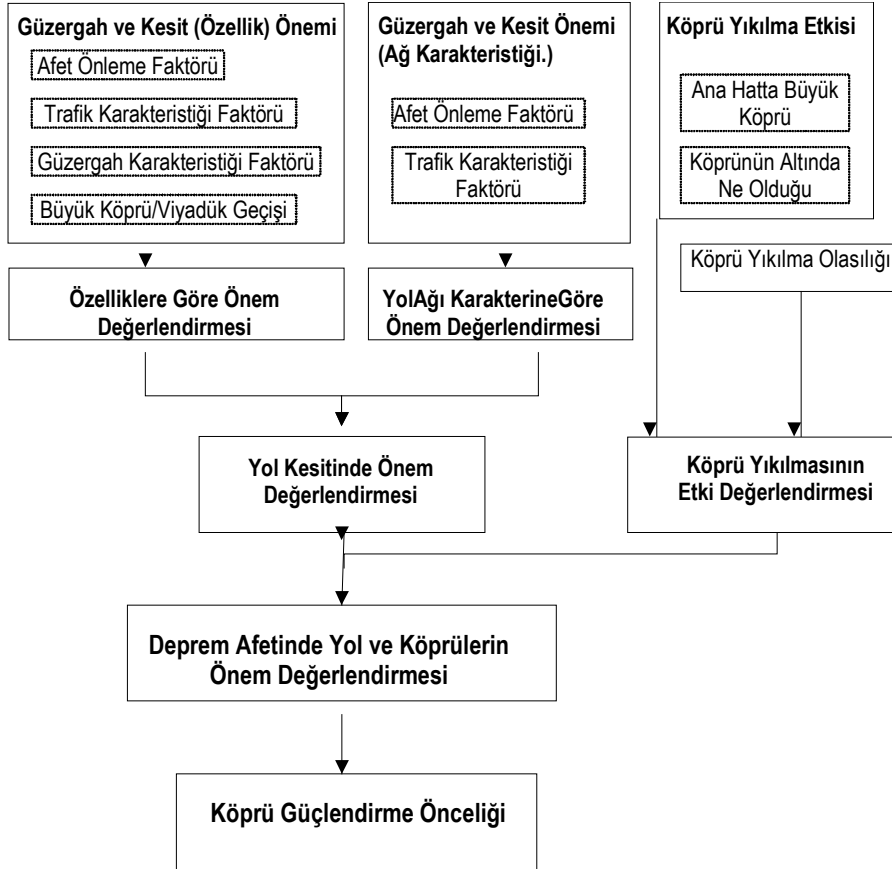 Güzergah ve Kesit (Özellik) Önemi
Afet Önleme Faktörü
Trafik Karakteristiği Faktörü
Güzergah Karakteristiği Faktörü
Büyük Köprü/Viyadük Geçişi
Güzergah ve Kesit Önemi
(Ağ Karakteristiği.)
Afet Önleme Faktörü
Trafik Karakteristiği
Faktörü
Köprü Yıkılma Etkisi
Ana Hatta Büyük
Köprü
Köprünün Altında
Ne Olduğu
Köprü Yıkılma Olasılığı
Özelliklere Göre Önem
Değerlendirmesi
YolAğı KarakterineGöre
Önem Değerlendirmesi
Yol Kesitinde Önem
Değerlendirmesi
Köprü Yıkılmasının
Etki Değerlendirmesi
Deprem Afetinde Yol ve Köprülerin
Önem Değerlendirmesi
Köprü Güçlendirme Önceliği